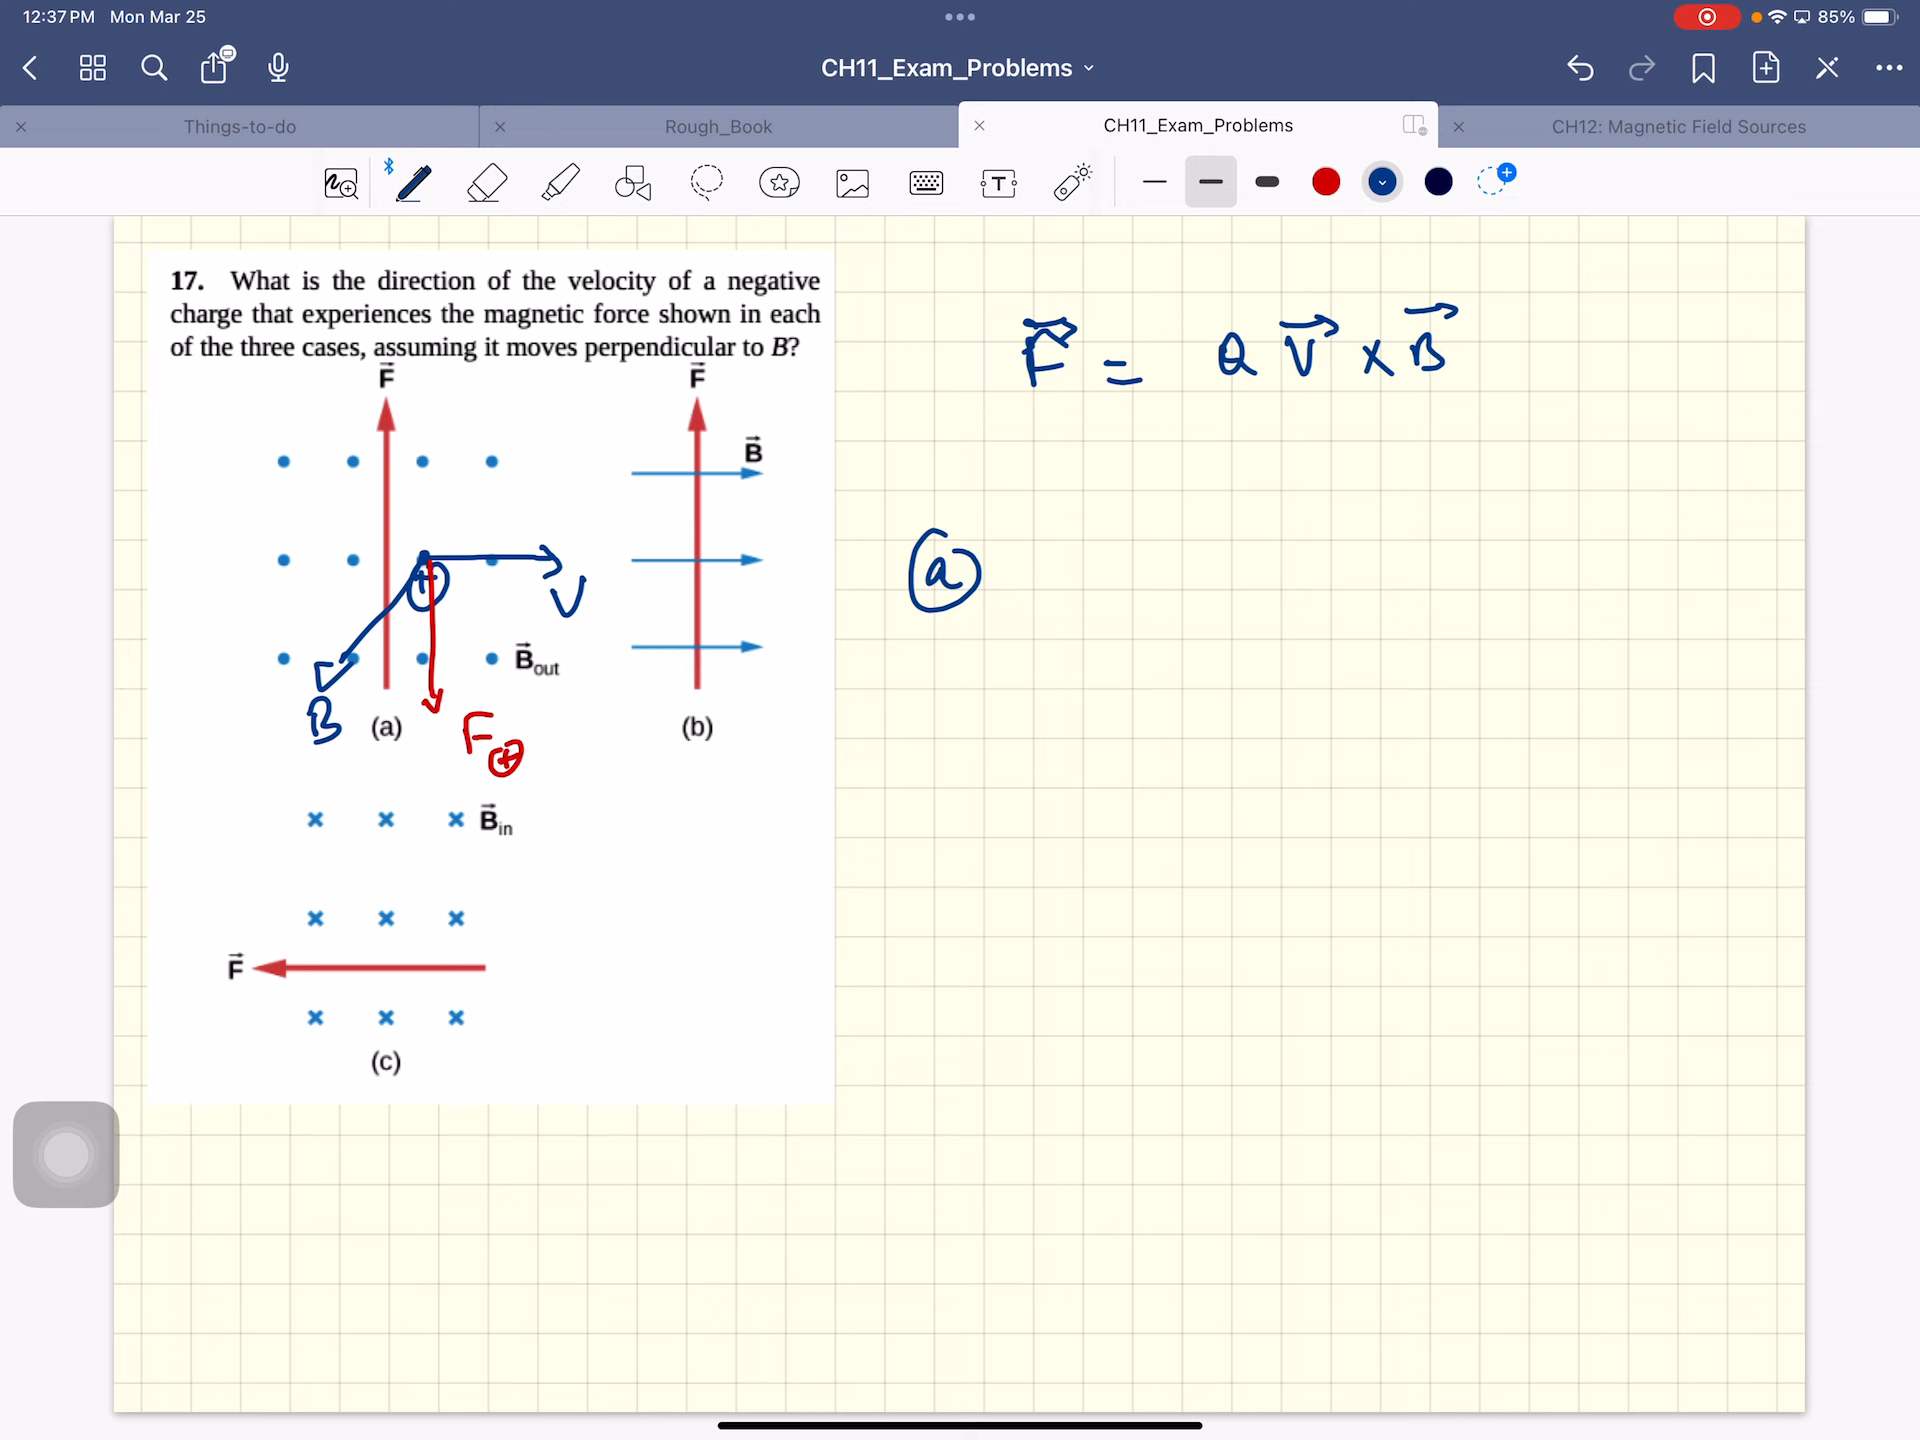 12:37 PM Mon Mar 25
85%
CH11_Exam_Problems
Things-to-do
Rough_Book
CH11_Exam_Problems
CH12: Magnetic Field Sources
T
17. What is the direction of the velocity of a negative
charge that experiences the magnetic force shown in each
of the three cases, assuming it moves perpendicular to B?
F⃗
F⃗
B⃗
+
V
B⃗out
B
(a)
F⊕
(b)
B⃗in
F⃗
(c)
F⃗ = Q V⃗ × B⃗
a